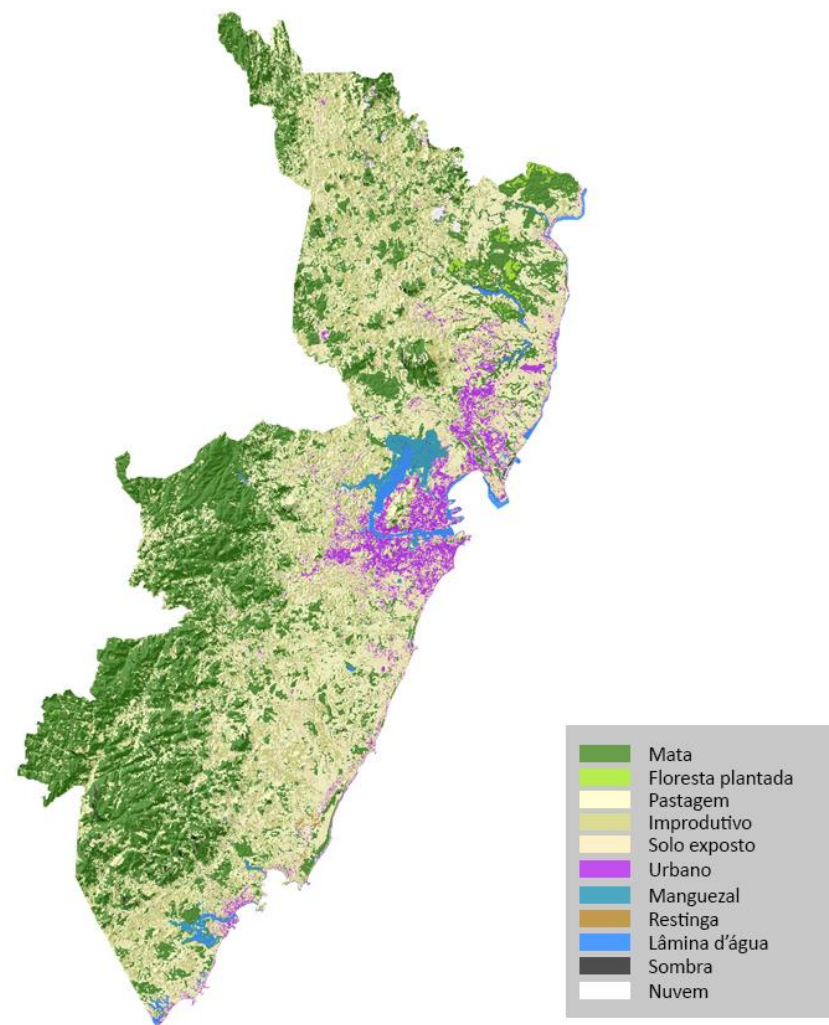 Mata
Floresta plantada
Pastagem
Improdutivo
Solo exposto
Urbano
Manguezal
Restinga
Lâmina d'água
Sombra
Nuvem